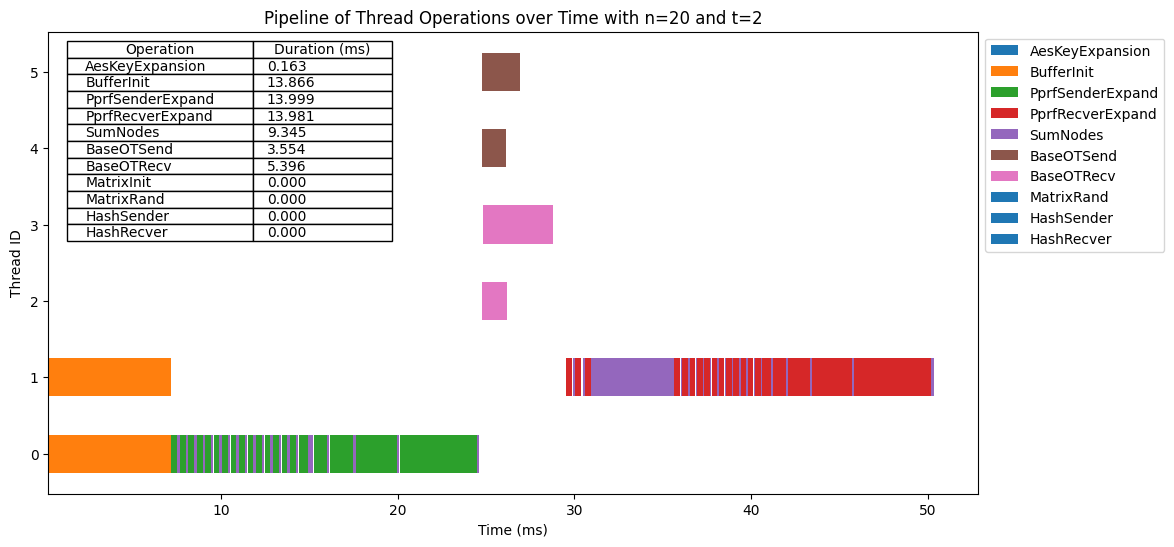 Pipeline of Thread Operations over Time with n=20 and t=2
Operation Duration (ms)
AesKeyExpansion 0.163
BufferInit 13.866
PprfSenderExpand 13.999
PprfRecverExpand 13.981
SumNodes 9.345
BaseOTSend 3.554
BaseOTRecv 5.396
MatrixInit 0.000
MatrixRand 0.000
HashSender 0.000
HashRecver 0.000
AesKeyExpansion
BufferInit
PprfSenderExpand
PprfRecverExpand
SumNodes
BaseOTSend
BaseOTRecv
MatrixRand
HashSender
HashRecver
Thread ID
5
4
3
2
1
0
10 20 30 40 50
Time (ms)